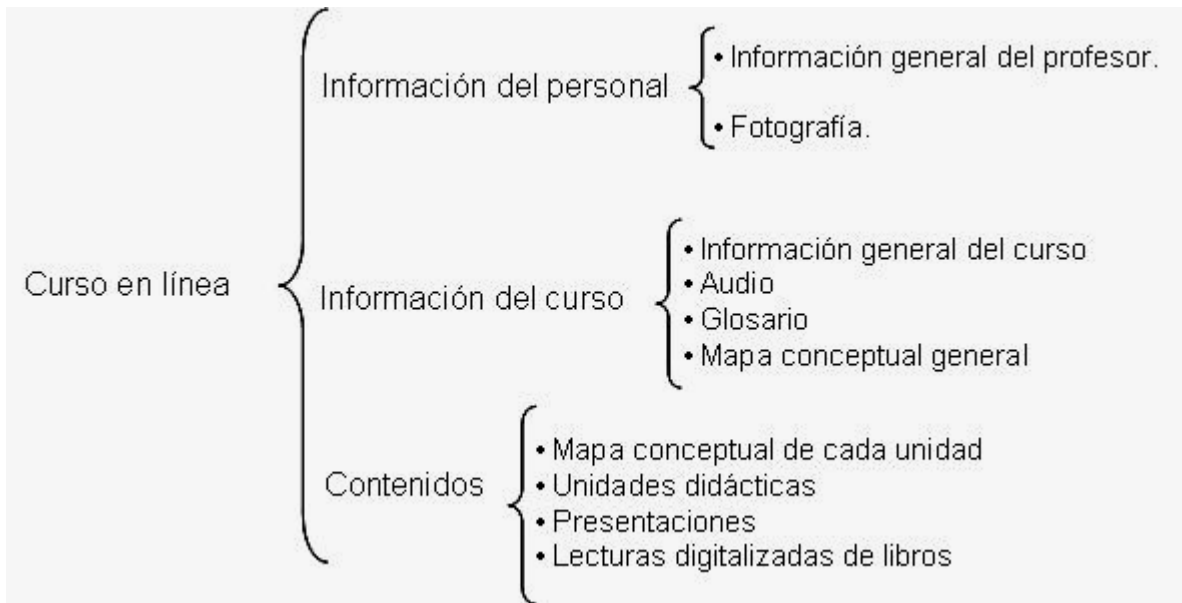 Curso en línea
Información del personal
• Información general del profesor.
• Fotografía.
Información del curso
• Información general del curso
• Audio
• Glosario
• Mapa conceptual general
Contenidos
• Mapa conceptual de cada unidad
• Unidades didácticas
• Presentaciones
• Lecturas digitalizadas de libros